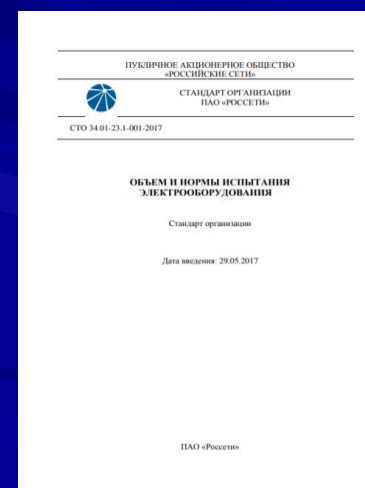 ПУБЛИЧНОЕ АКЦИОНЕРНОЕ ОБЩЕСТВО
«РОССИЙСКИЕ СЕТИ»
СТАНДАРТ ОРГАНИЗАЦИИ
ПАО «РОССЕТИ»
СТО 34.01-23.1-001-2017
ОБЪЕМ И НОРМЫ ИСПЫТАНИЯ
ЭЛЕКТРООБОРУДОВАНИЯ
Стандарт организации
Дата введения: 29.05.2017
ПАО «Россети»